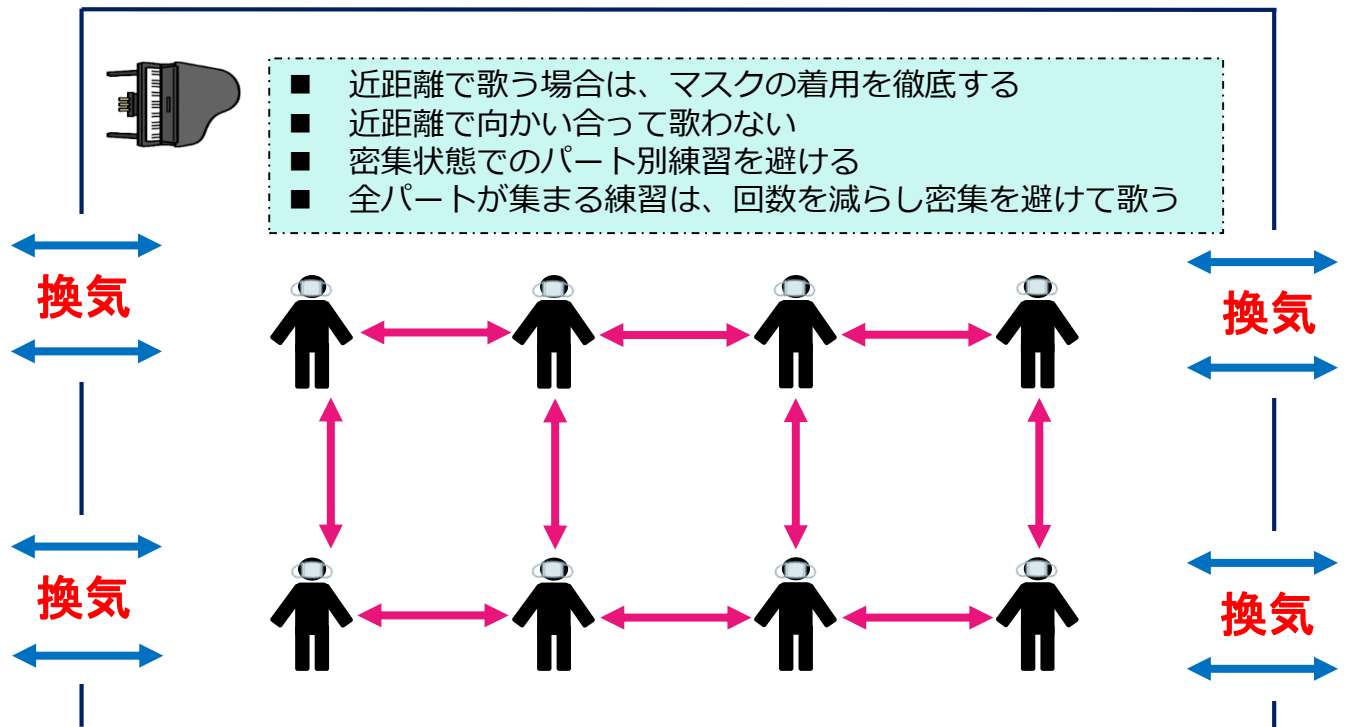 ■ 近距離で歌う場合は、マスクの着用を徹底する
■ 近距離で向かい合って歌わない
■ 密集状態でのパート別練習を避ける
■ 全パートが集まる練習は、回数を減らし密集を避けて歌う
換気
換気
換気
換気